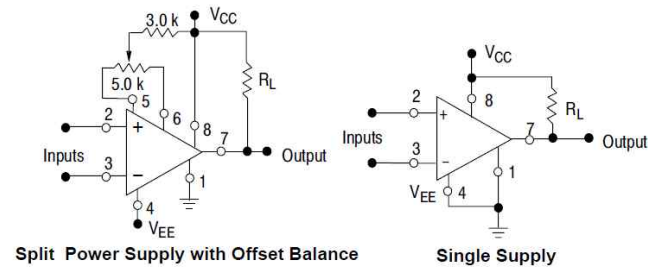 3.0 k
VCC
5.0 k
RL
5
6
8
2
+
7
Inputs
Output
3
−
1
4
VEE
Split Power Supply with Offset Balance
VCC
8
RL
2
+
7
Inputs
Output
3
−
1
VEE
4
Single Supply